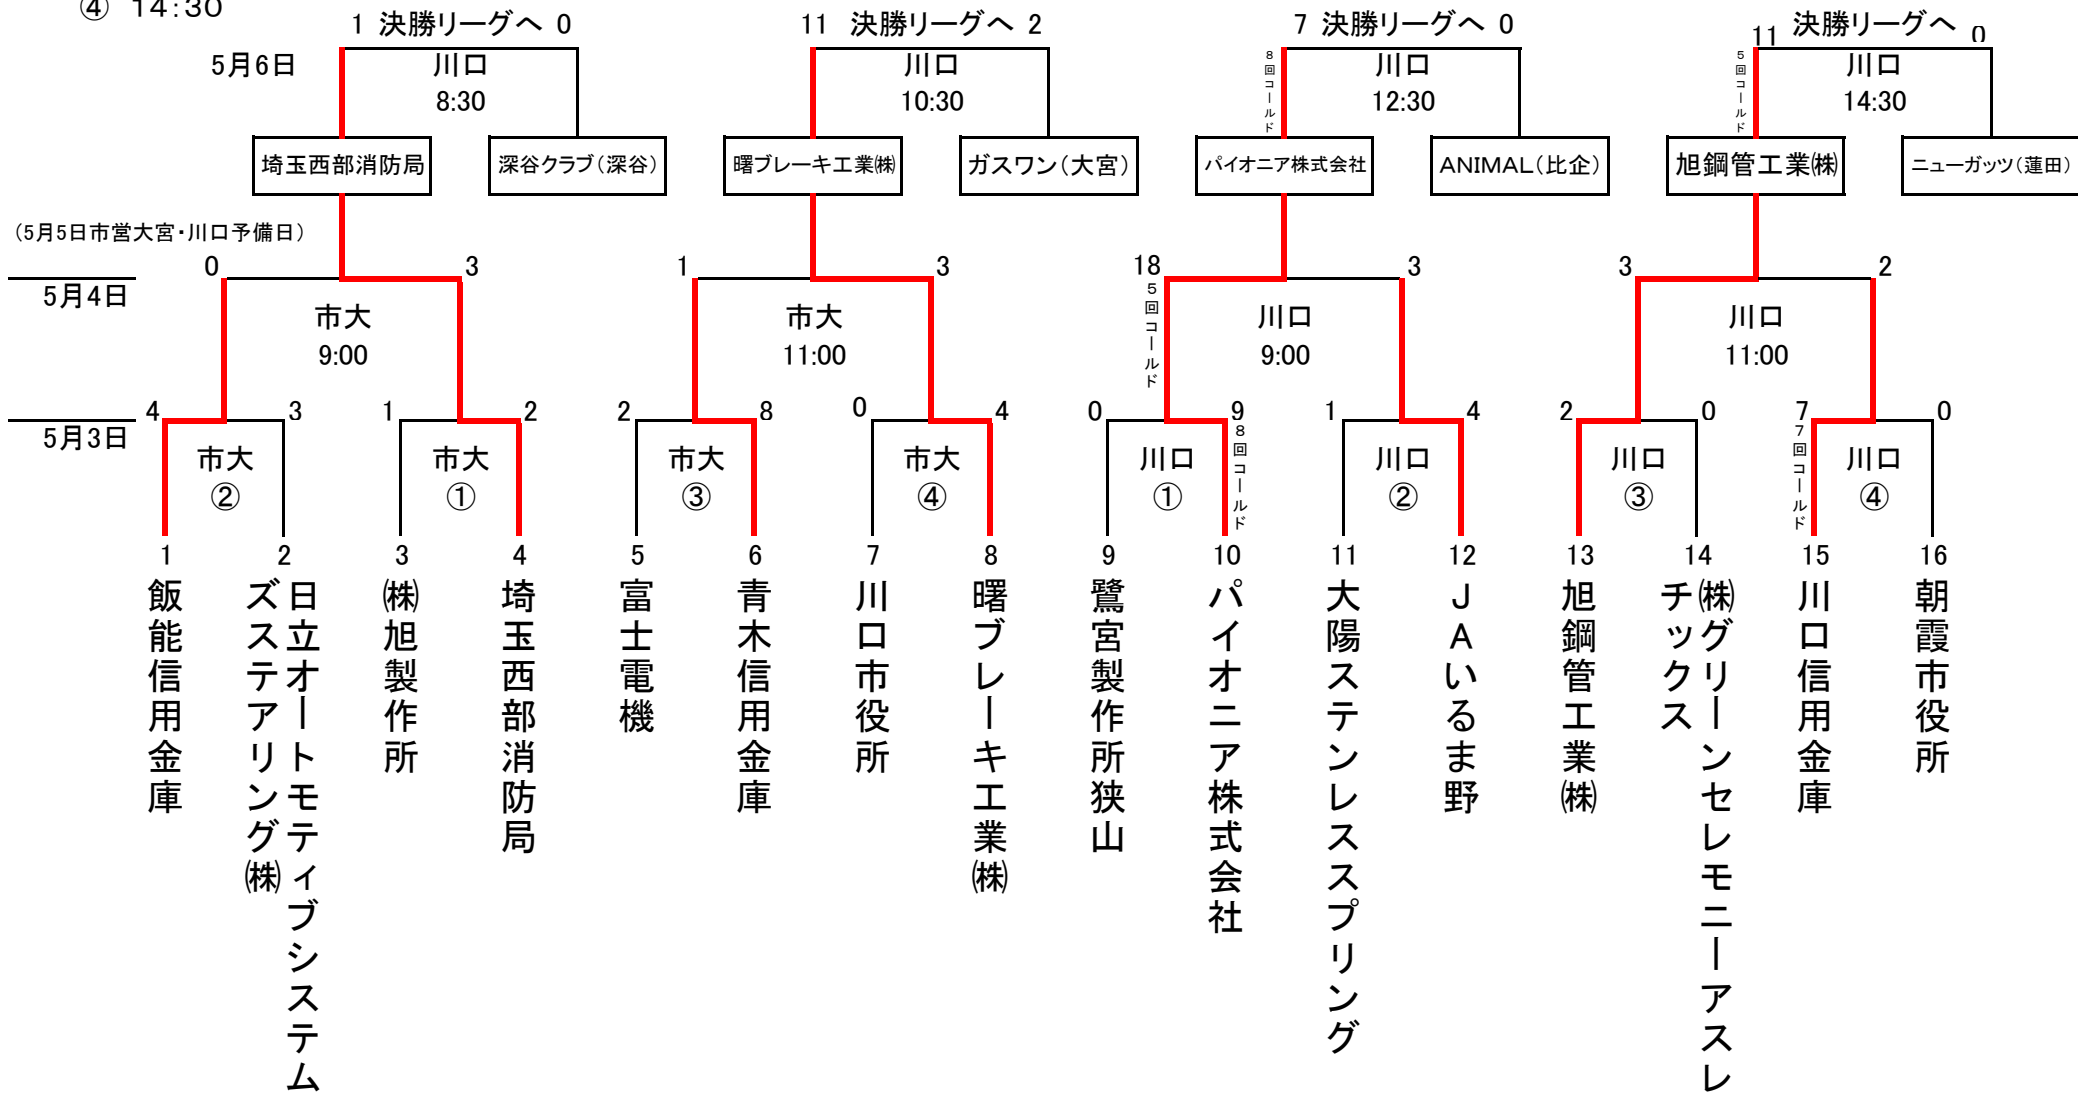 ④ 14:30
1 決勝リーグへ 0
11 決勝リーグへ 2
7 決勝リーグへ 0
11 決勝リーグへ 0
5月6日
川口
8:30
川口
10:30
8回コールド
川口
12:30
5回コールド
川口
14:30
埼玉西部消防局
深谷クラブ(深谷)
曙ブレーキ工業㈱
ガスワン(大宮)
パイオニア株式会社
ANIMAL(比企)
旭鋼管工業㈱
ニューガッツ(蓮田)
(5月5日市営大宮・川口予備日)
0 3 1 3 18 3 3 2
5月4日
市大
9:00
市大
11:00
5回コールド
川口
9:00
川口
11:00
4 3 1 2 2 8 0 4 0 9 1 4 2 0 7 0
5月3日
市大
②
市大
①
市大
③
市大
④
川口
①
8回コールド
川口
②
川口
③
7回コールド
川口
④
1 2 3 4 5 6 7 8 9 10 11 12 13 14 15 16
飯能信用金庫
日立オートモティブシステム
ズステアリング㈱
㈱旭製作所
埼玉西部消防局
富士電機
青木信用金庫
川口市役所
曙ブレーキ工業㈱
鷺宮製作所狭山
パイオニア株式会社
大陽ステンレススプリング
JAいるま野
旭鋼管工業㈱
㈱グリーンセレモニーアスレ
チックス
川口信用金庫
朝霞市役所